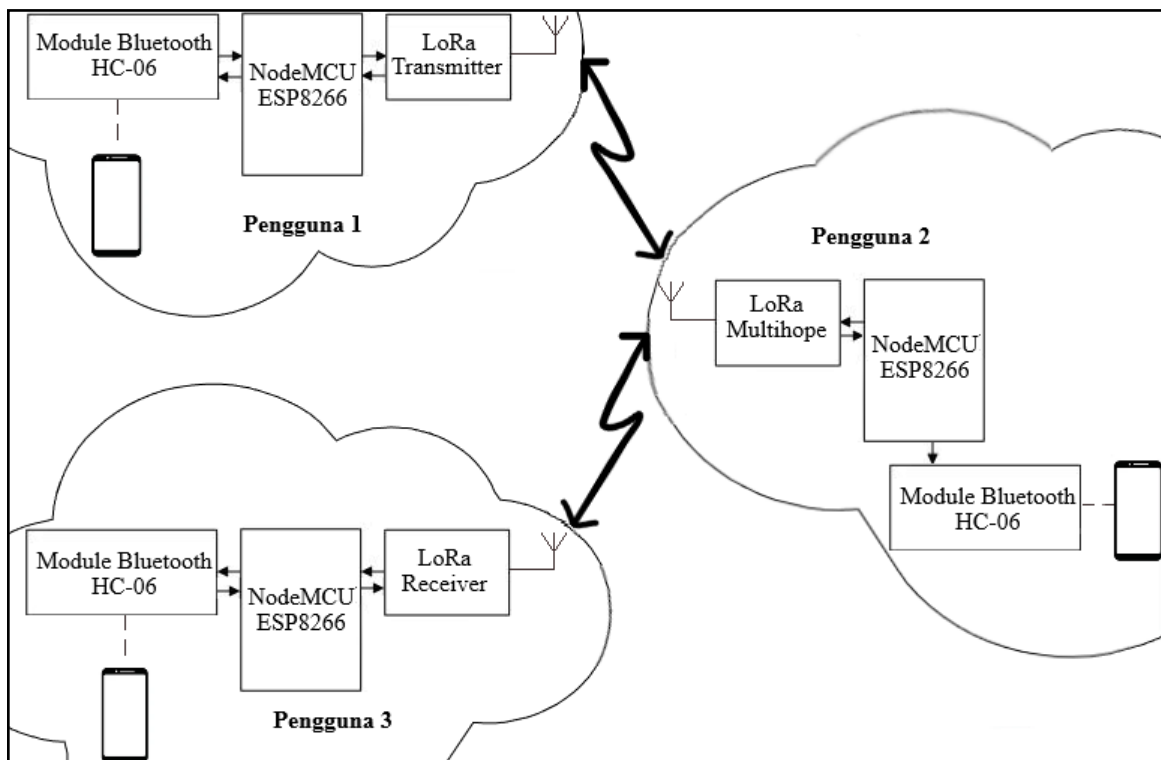 Module Bluetooth
HC-06
NodeMCU
ESP8266
LoRa
Transmitter
Pengguna 1
Pengguna 2
LoRa
Multihope
NodeMCU
ESP8266
Module Bluetooth
HC-06
Module Bluetooth
HC-06
NodeMCU
ESP8266
LoRa
Receiver
Pengguna 3